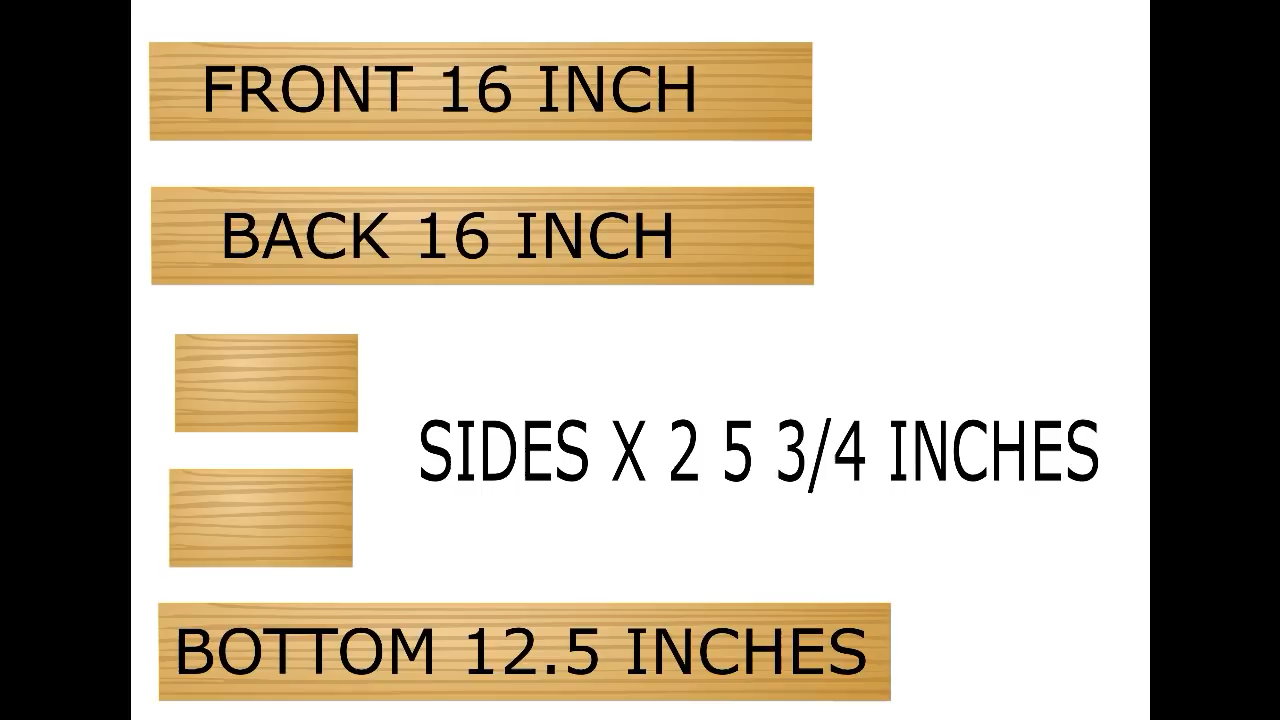 FRONT 16 INCH
BACK 16 INCH
SIDES X 2 5 3/4 INCHES
BOTTOM 12.5 INCHES